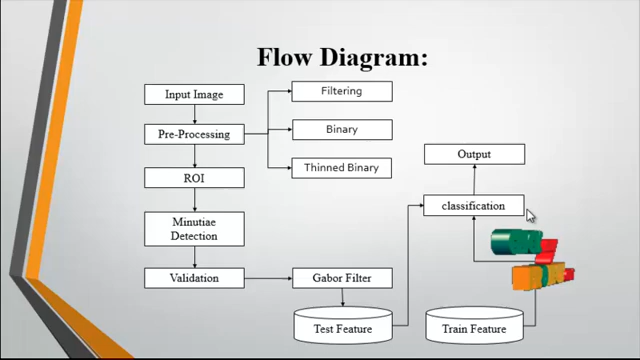 Flow Diagram:
Input Image
Pre-Processing
ROI
Minutiae
Detection
Validation
Filtering
Binary
Thinned Binary
Gabor Filter
Test Feature
Output
classification
Train Feature